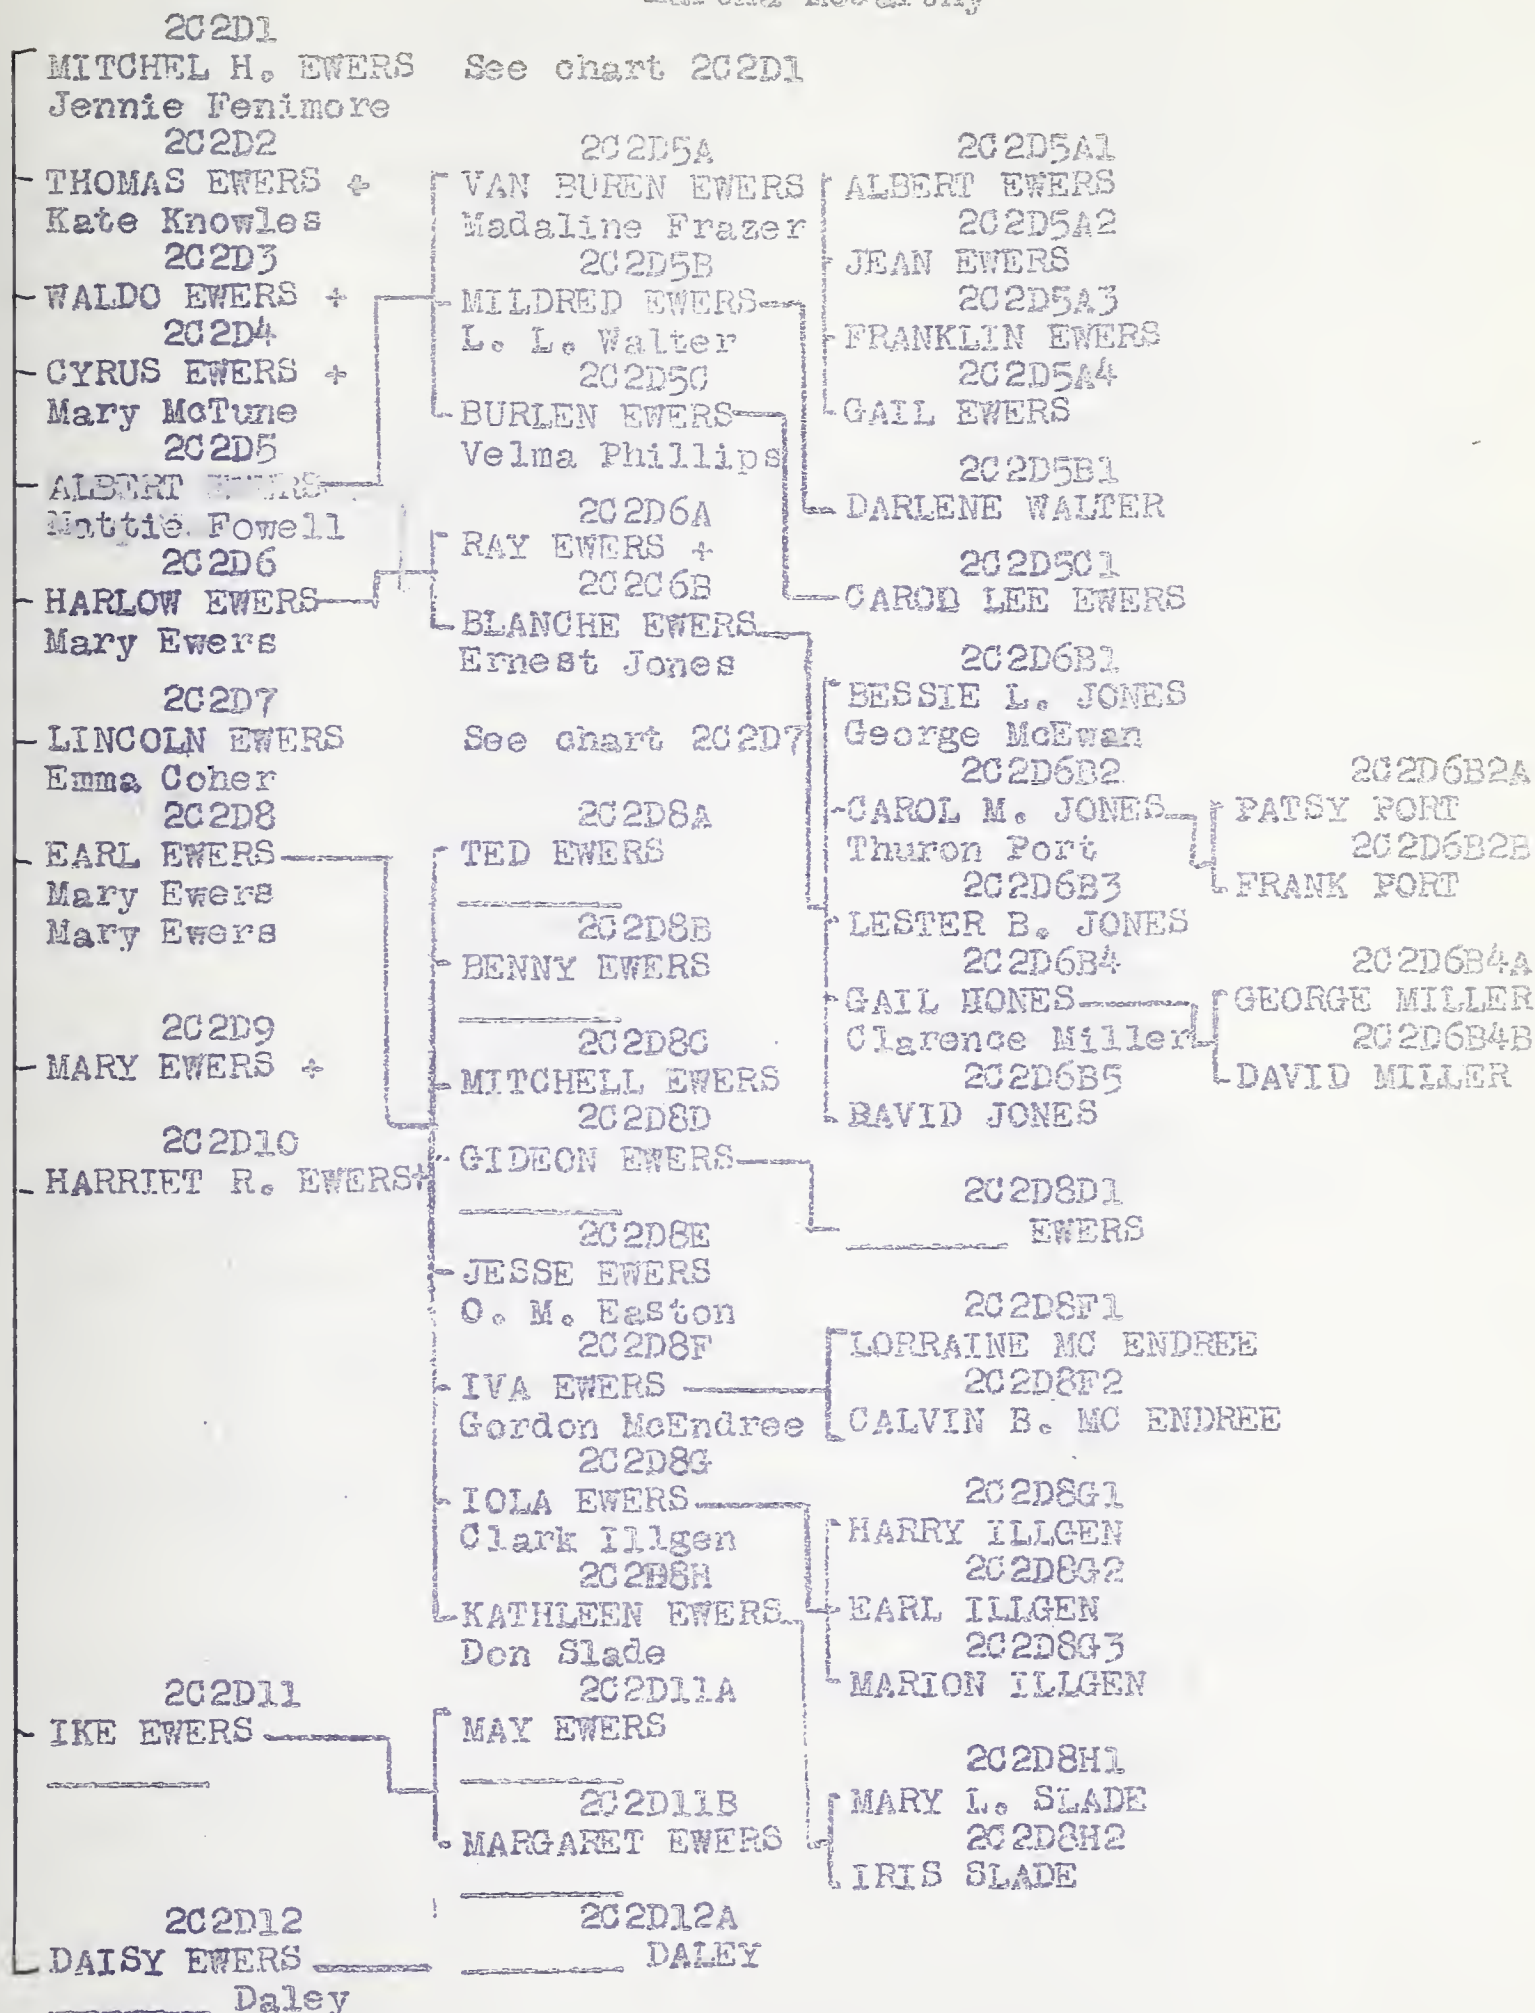 McCarthy
2C2D1
MITCHEL H. EWERS See chart 2C2D1
Jennie Fenimore
2C2D2
THOMAS EWERS +
Kate Knowles
2C2D3
WALDO EWERS +
2C2D4
CYRUS EWERS +
Mary McTune
2C2D5
ALBERT EWERS
Mattie Fowell
2C2D6
HARLOW EWERS
Mary Ewers
2C2D7
LINCOLN EWERS See chart 2C2D7
Emma Coher
2C2D8
EARL EWERS
Mary Ewers
Mary Ewers
2C2D9
MARY EWERS +
2C2D10
HARRIET R. EWERS+
2C2D11
IKE EWERS
2C2D12
DAISY EWERS
Daley
2C2D5A
VAN BUREN EWERS
Madaline Frazer
2C2D5B
MILDRED EWERS
L. L. Walter
2C2D5C
BURLEN EWERS
Velma Phillips
2C2D6A
RAY EWERS +
2C2C6B
BLANCHE EWERS
Ernest Jones
2C2D8A
TED EWERS
2C2D8B
BENNY EWERS
2C2D8C
MITCHELL EWERS
2C2D8D
GIDEON EWERS
2C2D8E
JESSE EWERS
O. M. Easton
2C2D8F
IVA EWERS
Gordon McEndree
2C2D8G
IOLA EWERS
Clark Illgen
2C2D8H
KATHLEEN EWERS
Don Slade
2C2D11A
MAY EWERS
2C2D11B
MARGARET EWERS
2C2D12A
DALEY
2C2D5A1
ALBERT EWERS
2C2D5A2
JEAN EWERS
2C2D5A3
FRANKLIN EWERS
2C2D5A4
GAIL EWERS
2C2D5B1
DARLENE WALTER
2C2D5C1
CAROD LEE EWERS
2C2D6B1
BESSIE L. JONES
George McEwan
2C2D6B2
CAROL M. JONES
Thuron Port
2C2D6B3
LESTER B. JONES
2C2D6B4
GAIL HONES
Clarence Miller
2C2D6B5
BAVID JONES
2C2D8D1
EWERS
2C2D8F1
LORRAINE MC ENDREE
2C2D8F2
CALVIN B. MC ENDREE
2C2D8G1
HARRY ILLGEN
2C2D8G2
EARL ILLGEN
2C2D8G3
MARION ILLGEN
2C2D8H1
MARY L. SLADE
2C2D8H2
IRIS SLADE
2C2D6B2A
PATSY PORT
2C2D6B2B
FRANK PORT
2C2D6B4A
GEORGE MILLER
2C2D6B4B
DAVID MILLER